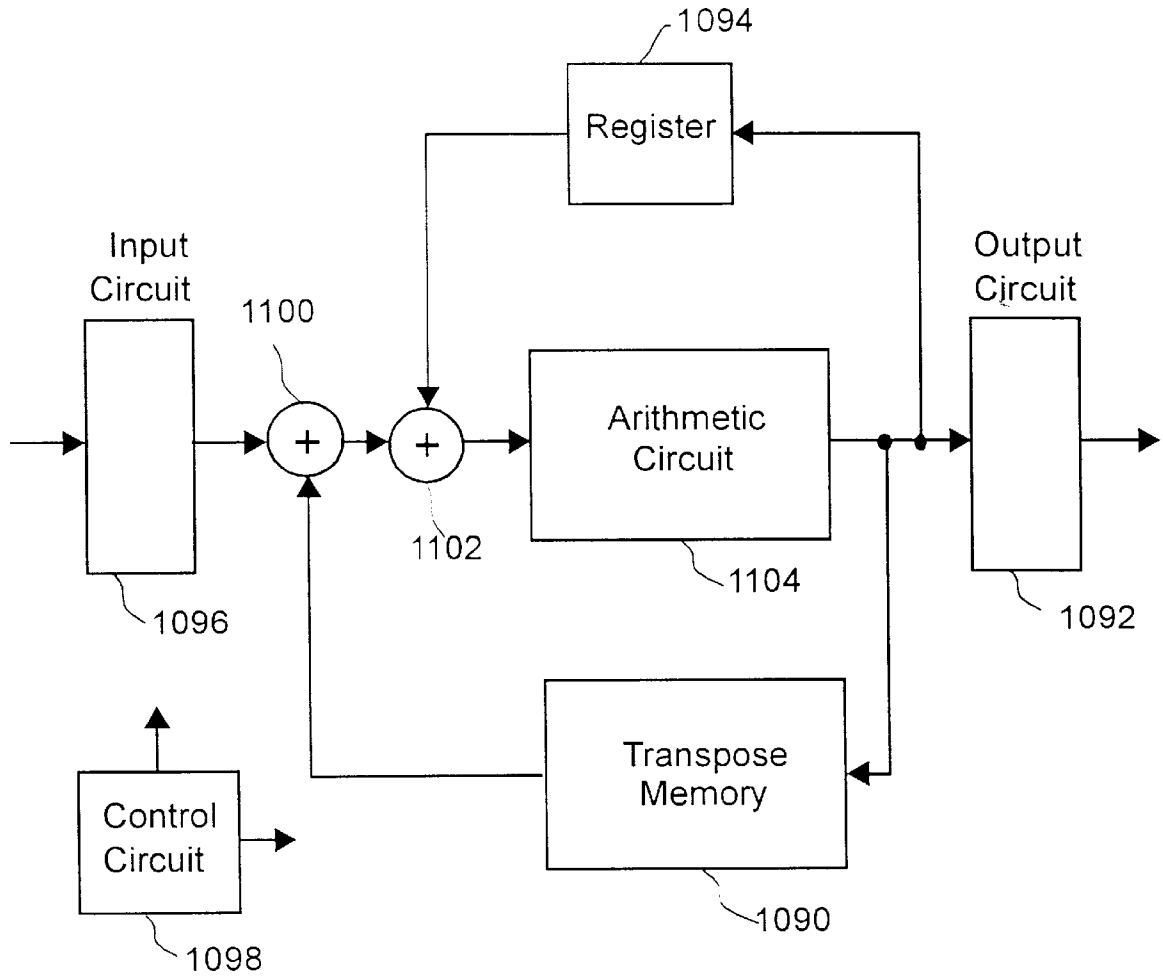 1094
Register
Input
Circuit
Output
Circuit
1100
+
+
Arithmetic
Circuit
1102
1104
1096
1092
Transpose
Memory
Control
Circuit
1090
1098